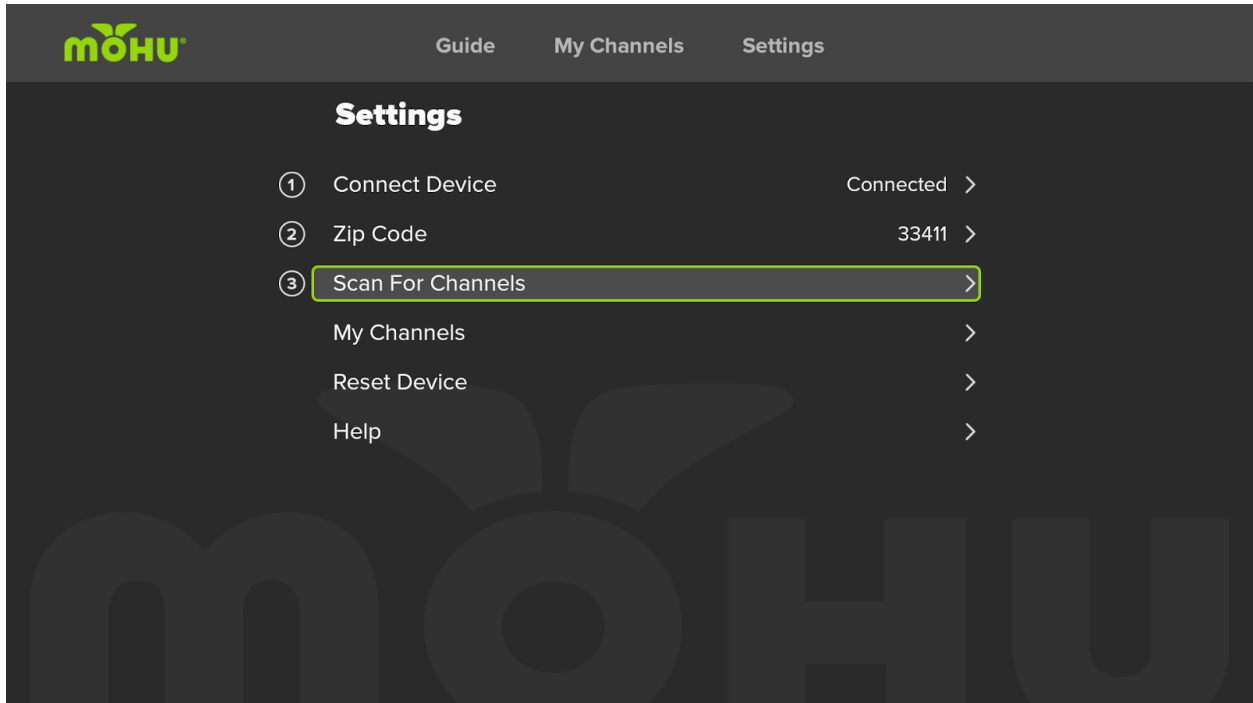 mohu®
Guide My Channels Settings
Settings
1 Connect Device Connected >
2 Zip Code 33411 >
3 Scan For Channels >
My Channels >
Reset Device >
Help >
mohu